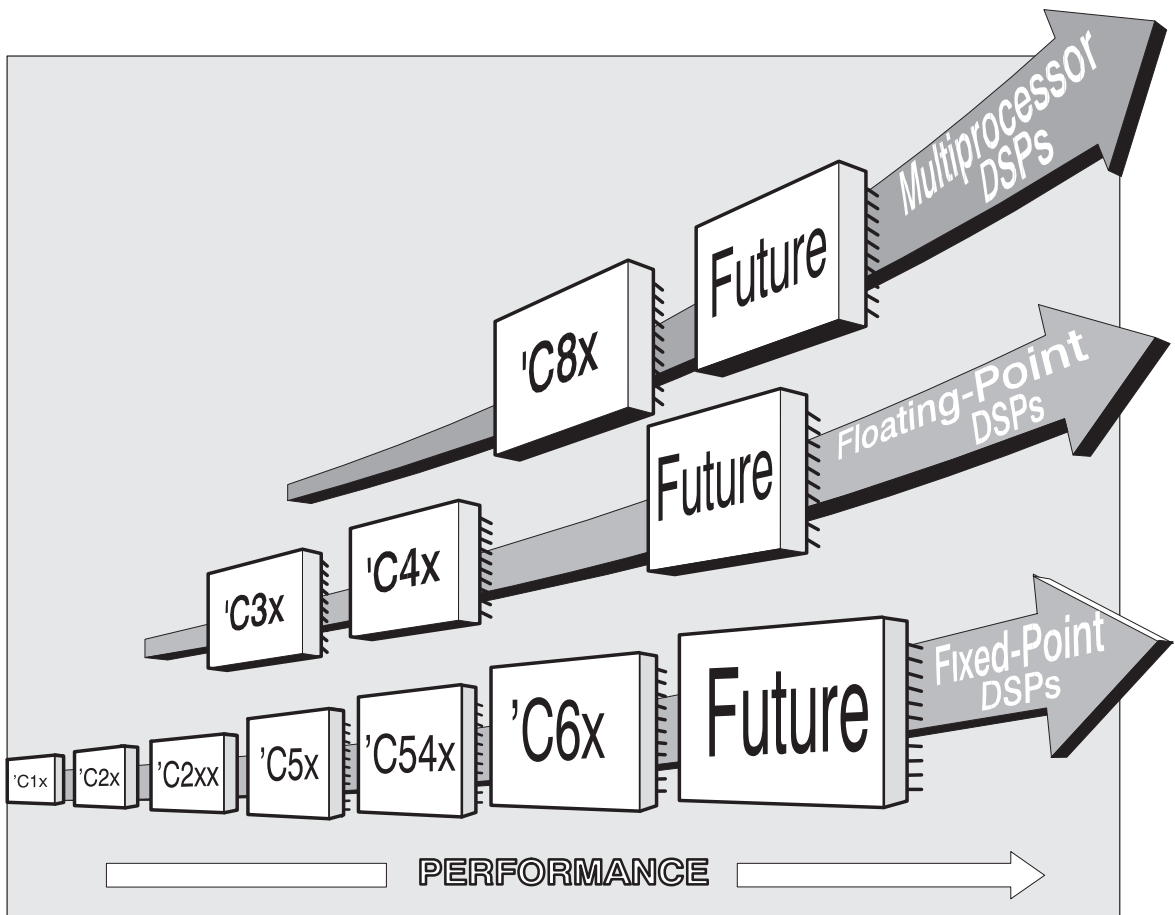 Multiprocessor
DSPs
Future
'C8x
Floating-Point
DSPs
Future
'C4x
'C3x
Fixed-Point
DSPs
'C1x
'C2x
'C2xx
'C5x
'C54x
'C6x
Future
PERFORMANCE